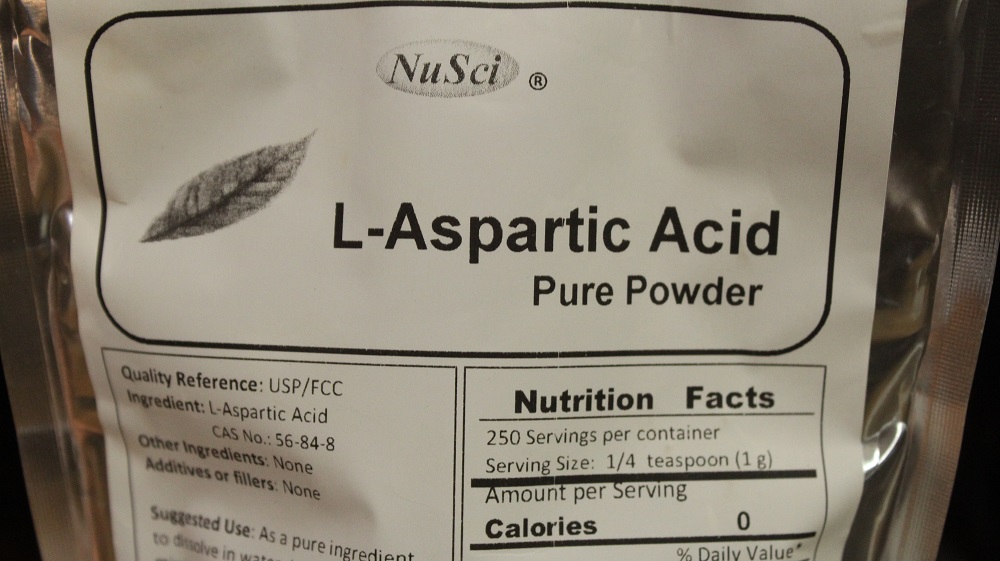 NuSci ®
L-Aspartic Acid
Pure Powder
Quality Reference: USP/FCC
Ingredient: L-Aspartic Acid
CAS No.: 56-84-8
Other Ingredients: None
Additives or fillers: None
Suggested Use: As a pure ingredient
to dissolve in
Nutrition Facts
250 Servings per container
Serving Size: 1/4 teaspoon (1 g)
Amount per Serving
Calories 0
% Daily Value*